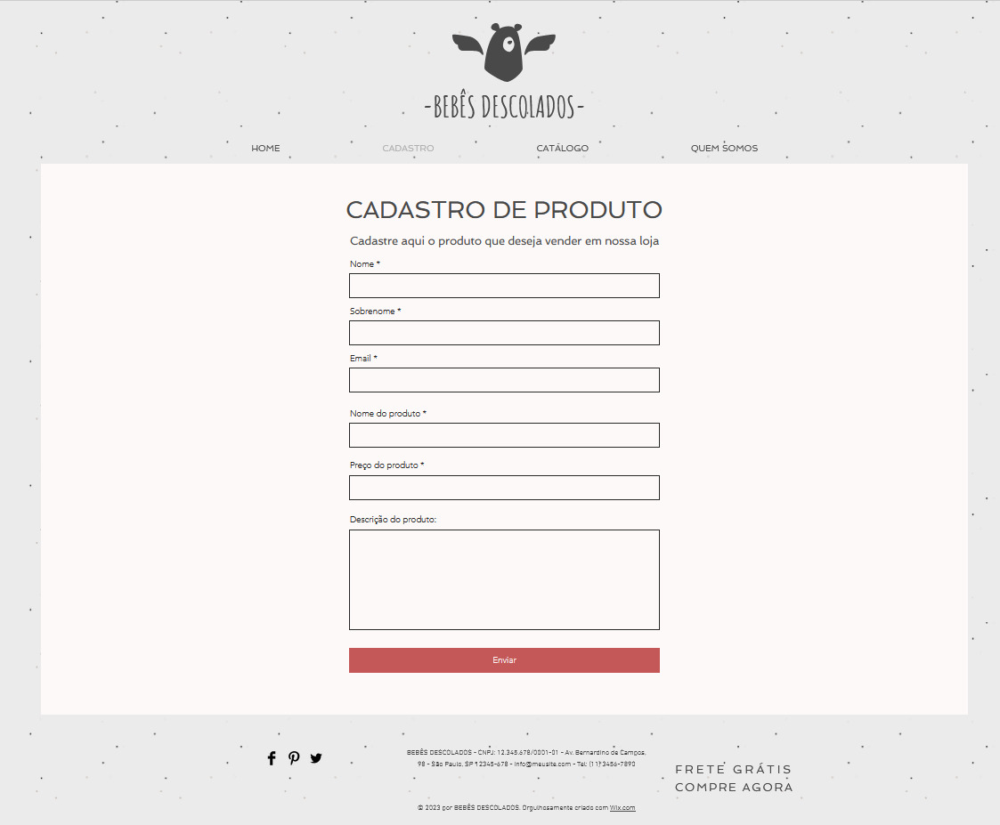 -BEBÊS DESCOLADOS-
HOME CADASTRO CATÁLOGO QUEM SOMOS
CADASTRO DE PRODUTO
Cadastre aqui o produto que deseja vender em nossa loja
Nome *
Sobrenome *
Email *
Nome do produto *
Preço do produto *
Descrição do produto:
Enviar
BEBÊS DESCOLADOS - CNPJ: 12.345.678/0001-01 - Av. Bernardino de Campos,
98 - São Paulo, SP 12345-678 - info@meusite.com - Tel: (11) 3456-7890
FRETE GRÁTIS
COMPRE AGORA
© 2023 por BEBÊS DESCOLADOS. Orgulhosamente criado com Wix.com